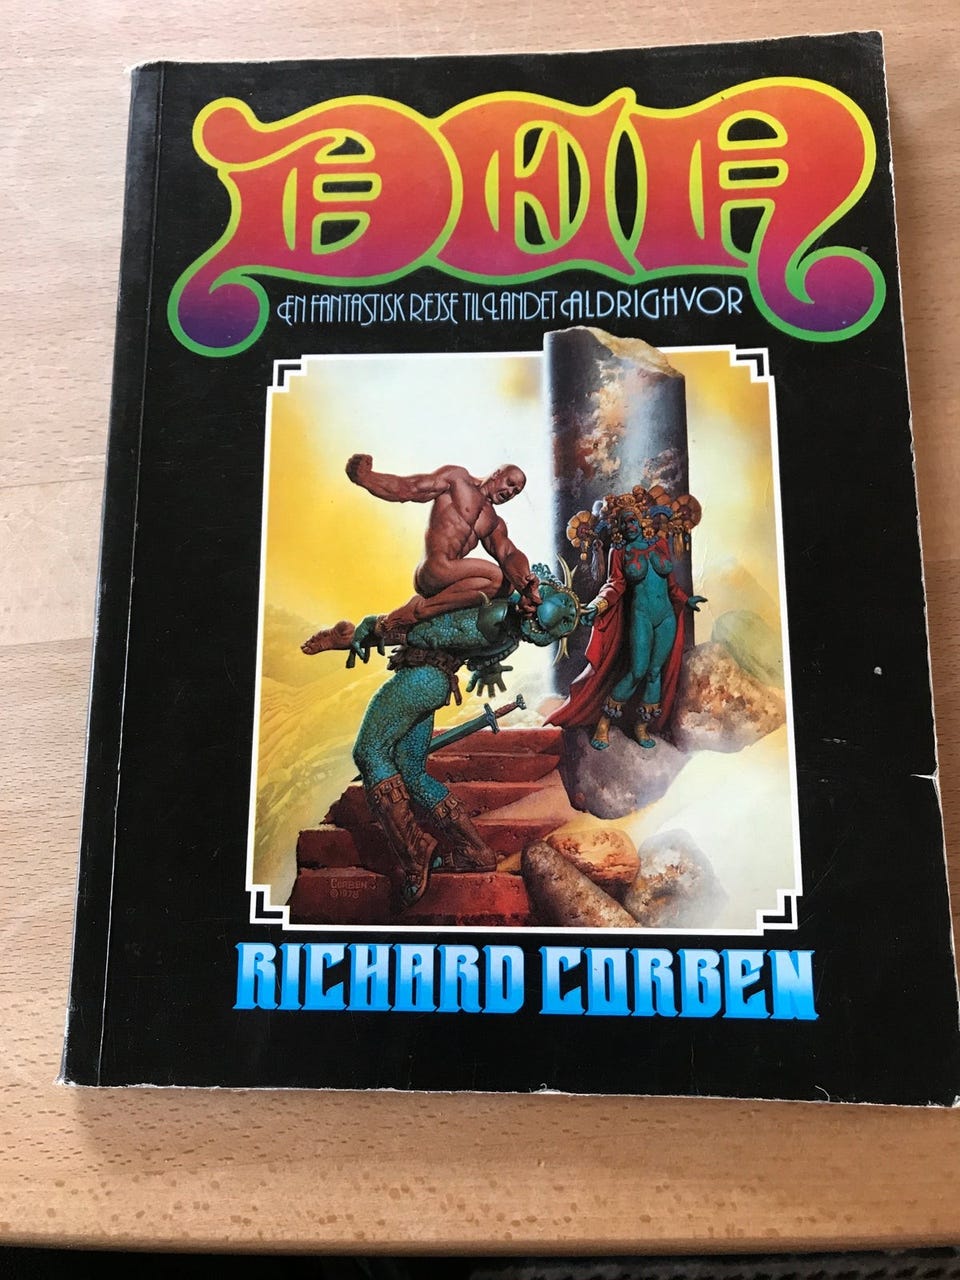 DEN
EN FANTASTISK REJSE TIL LANDET ALDRIGHVOR
CORBEN
©1978
RICHARD CORBEN